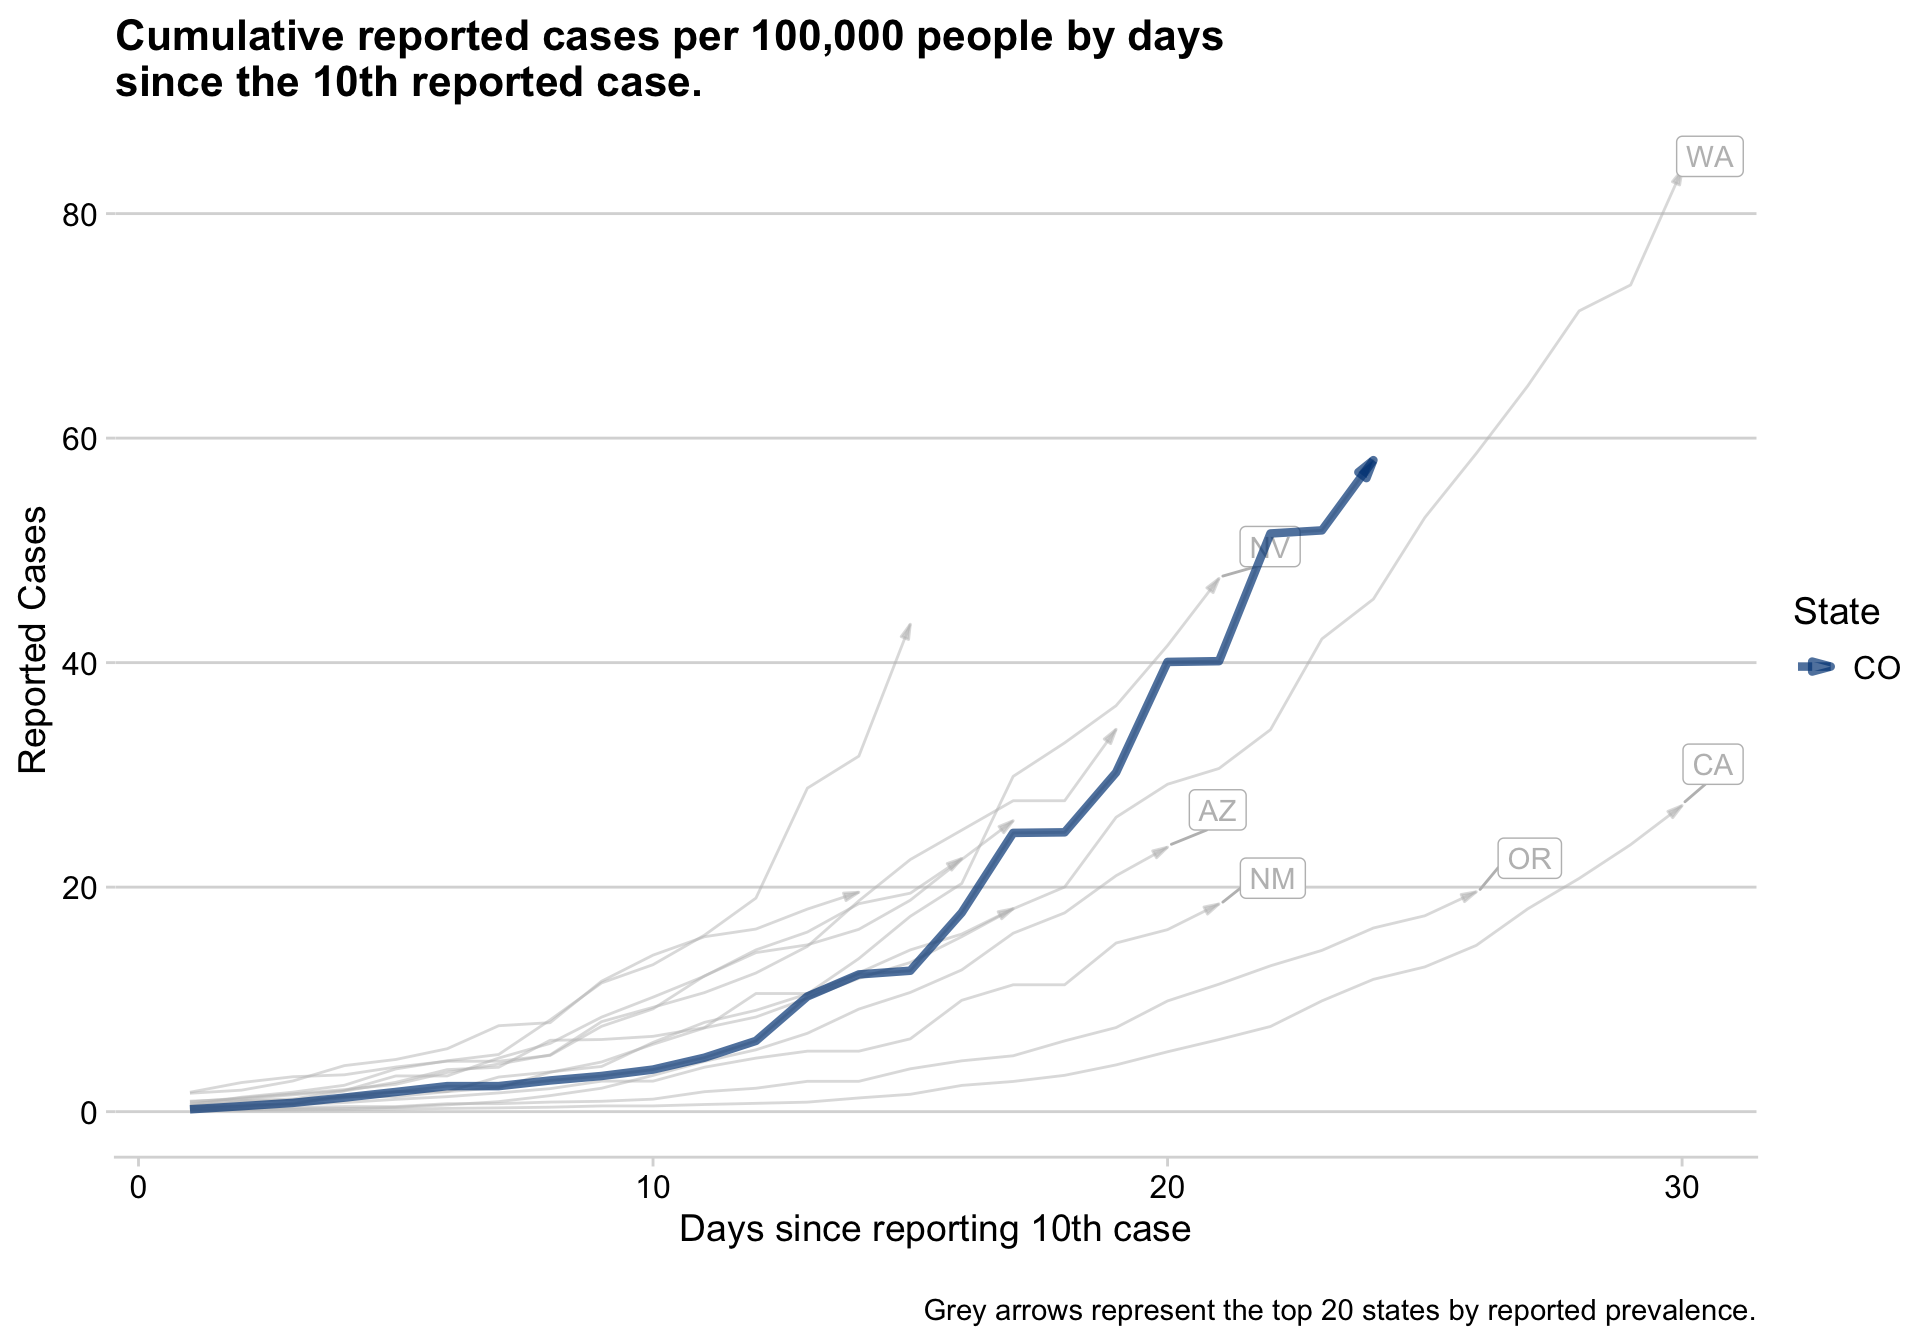 Cumulative reported cases per 100,000 people by days
since the 10th reported case.
WA
80
60
NV
Reported Cases
State
CO
40
CA
AZ
OR
NM
20
0
0 10 20 30
Days since reporting 10th case
Grey arrows represent the top 20 states by reported prevalence.